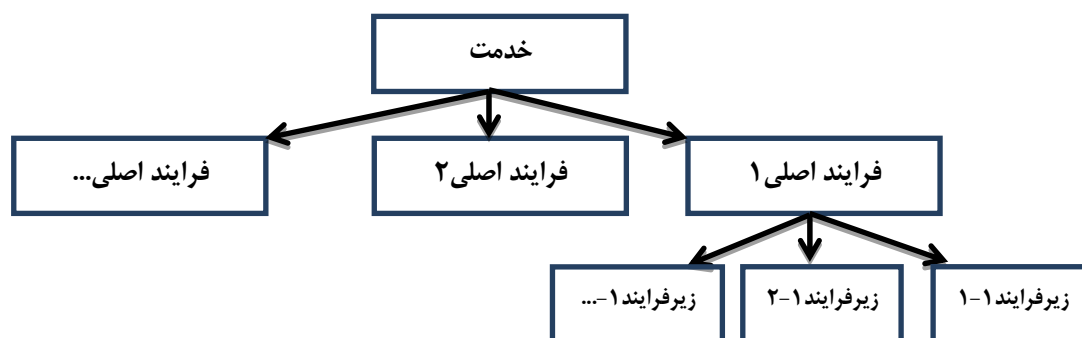 خدمت
فرایند اصلی۱
فرایند اصلی۲
فرایند اصلی...
زیرفرایند۱-۱
زیرفرایند۱-۲
زیرفرایند۱-...